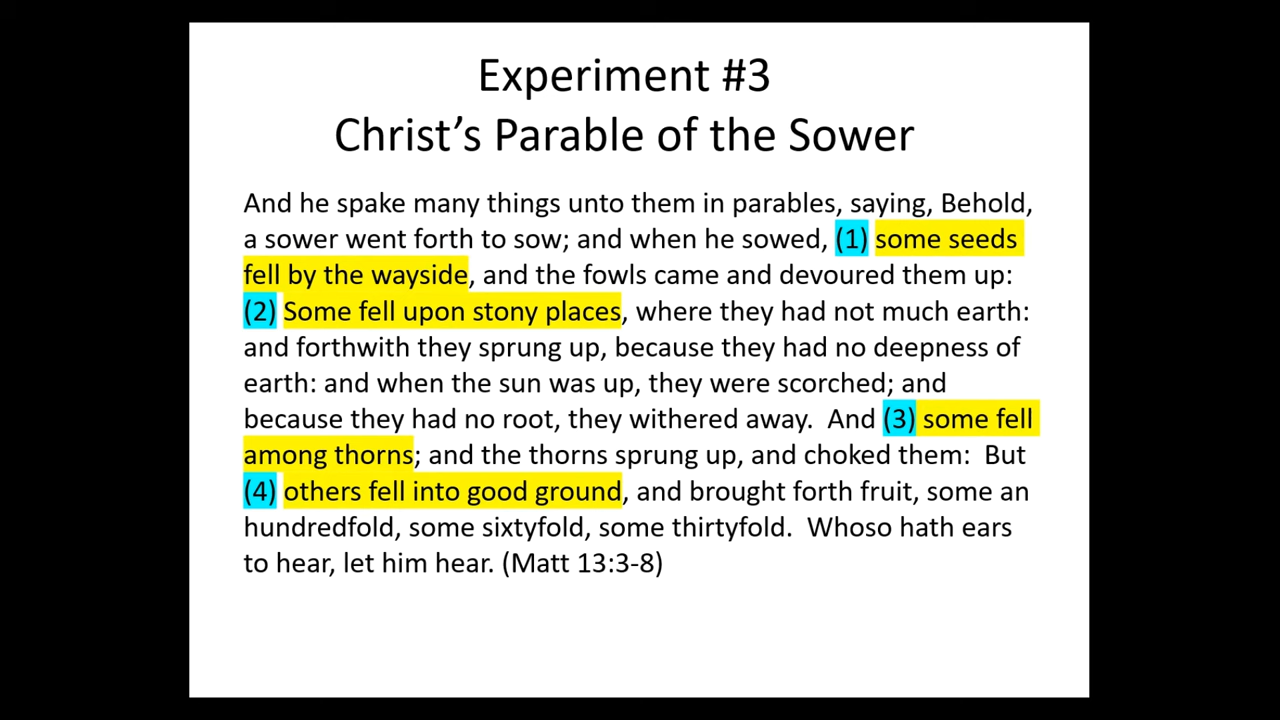 Experiment #3
Christ’s Parable of the Sower
And he spake many things unto them in parables, saying, Behold,
a sower went forth to sow; and when he sowed, (1) some seeds
fell by the wayside, and the fowls came and devoured them up:
(2) Some fell upon stony places, where they had not much earth:
and forthwith they sprung up, because they had no deepness of
earth: and when the sun was up, they were scorched; and
because they had no root, they withered away.  And (3) some fell
among thorns; and the thorns sprung up, and choked them:  But
(4) others fell into good ground, and brought forth fruit, some an
hundredfold, some sixtyfold, some thirtyfold.  Whoso hath ears
to hear, let him hear. (Matt 13:3-8)